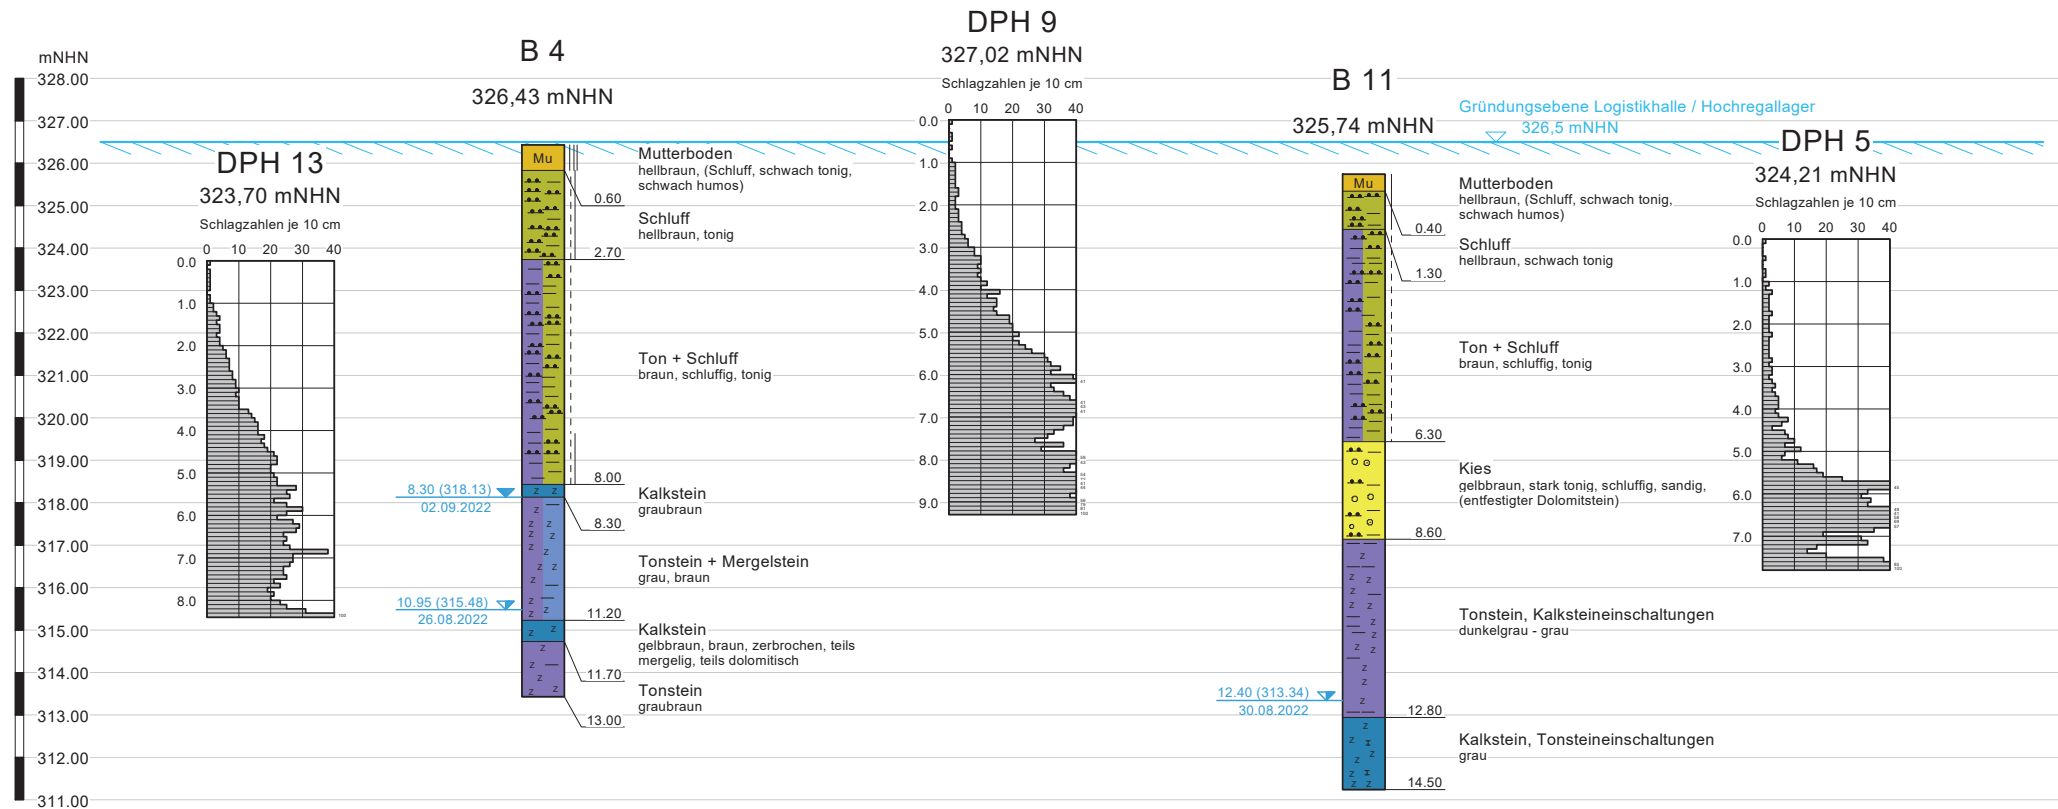 mNHN
328.00
327.00
326.00
325.00
324.00
323.00
322.00
321.00
320.00
319.00
318.00
317.00
316.00
315.00
314.00
313.00
312.00
311.00
DPH 13
323,70 mNHN
Schlagzahlen je 10 cm
0 10 20 30 40
0.0
1.0
2.0
3.0
4.0
5.0
6.0
7.0
8.0
100
B 4
326,43 mNHN
Mu
Mutterboden
hellbraun, (Schluff, schwach tonig,
schwach humos)
0.60
Schluff
hellbraun, tonig
2.70
Ton + Schluff
braun, schluffig, tonig
8.00
Kalkstein
graubraun
8.30
Tonstein + Mergelstein
grau, braun
11.20
Kalkstein
gelbbraun, braun, zerbrochen, teils
mergelig, teils dolomitisch
11.70
Tonstein
graubraun
13.00
8.30 (318.13)
02.09.2022
10.95 (315.48)
26.08.2022
DPH 9
327,02 mNHN
Schlagzahlen je 10 cm
0 10 20 30 40
0.0
1.0
2.0
3.0
4.0
5.0
6.0
7.0
8.0
9.0
41
B 11
325,74 mNHN
Mu
Mutterboden
hellbraun, (Schluff, schwach tonig,
schwach humos)
0.40
Schluff
hellbraun, schwach tonig
1.30
Ton + Schluff
braun, schluffig, tonig
6.30
Kies
gelbbraun, stark tonig, schluffig, sandig,
(entfestigter Dolomitstein)
8.60
Tonstein, Kalksteineinschaltungen
dunkelgrau - grau
12.80
Kalkstein, Tonsteineinschaltungen
grau
14.50
12.40 (313.34)
30.08.2022
Gründungsebene Logistikhalle / Hochregallager
326,5 mNHN
DPH 5
324,21 mNHN
Schlagzahlen je 10 cm
0 10 20 30 40
0.0
1.0
2.0
3.0
4.0
5.0
6.0
7.0